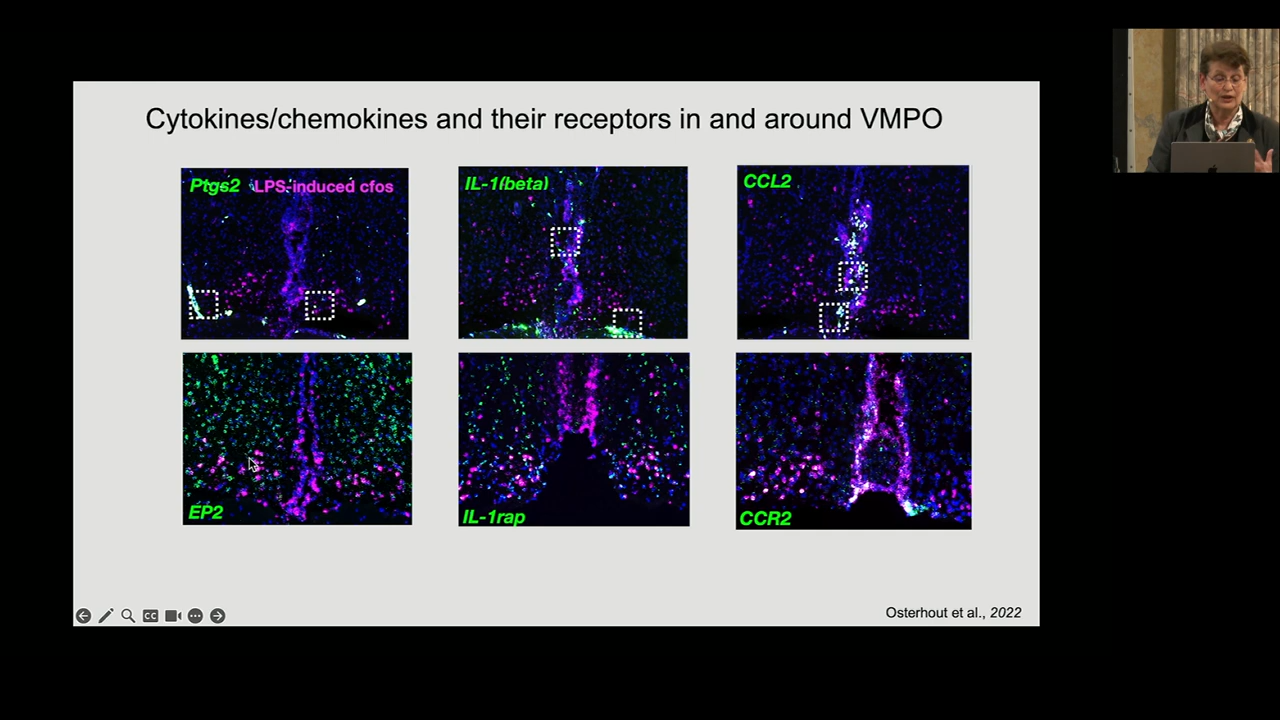 Cytokines/chemokines and their receptors in and around VMPO
Ptgs2 LPS-induced cfos
IL-1(beta)
CCL2
EP2
IL-1rap
CCR2
CC
Osterhout et al., 2022